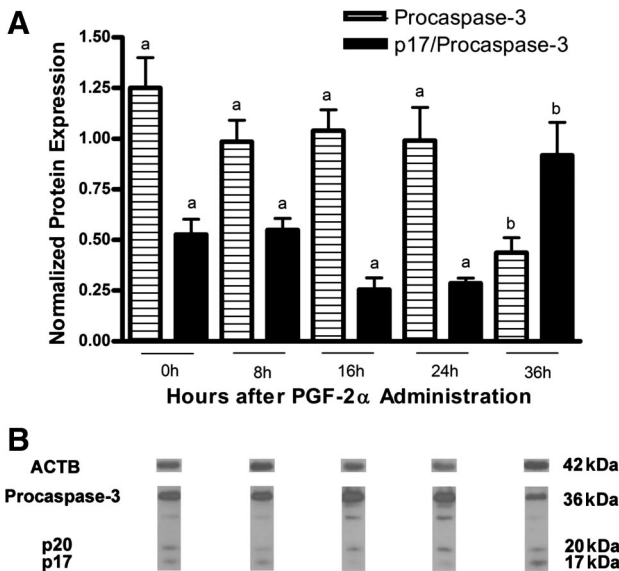 A
Procaspase-3
p17/Procaspase-3
Normalized Protein Expression
1.50
1.25
1.00
0.75
0.50
0.25
0.00
a
a
a
a
a
a
a
a
b
b
0h
8h
16h
24h
36h
Hours after PGF-2α Administration
B
ACTB
42 kDa
Procaspase-3
36 kDa
p20
20 kDa
p17
17 kDa